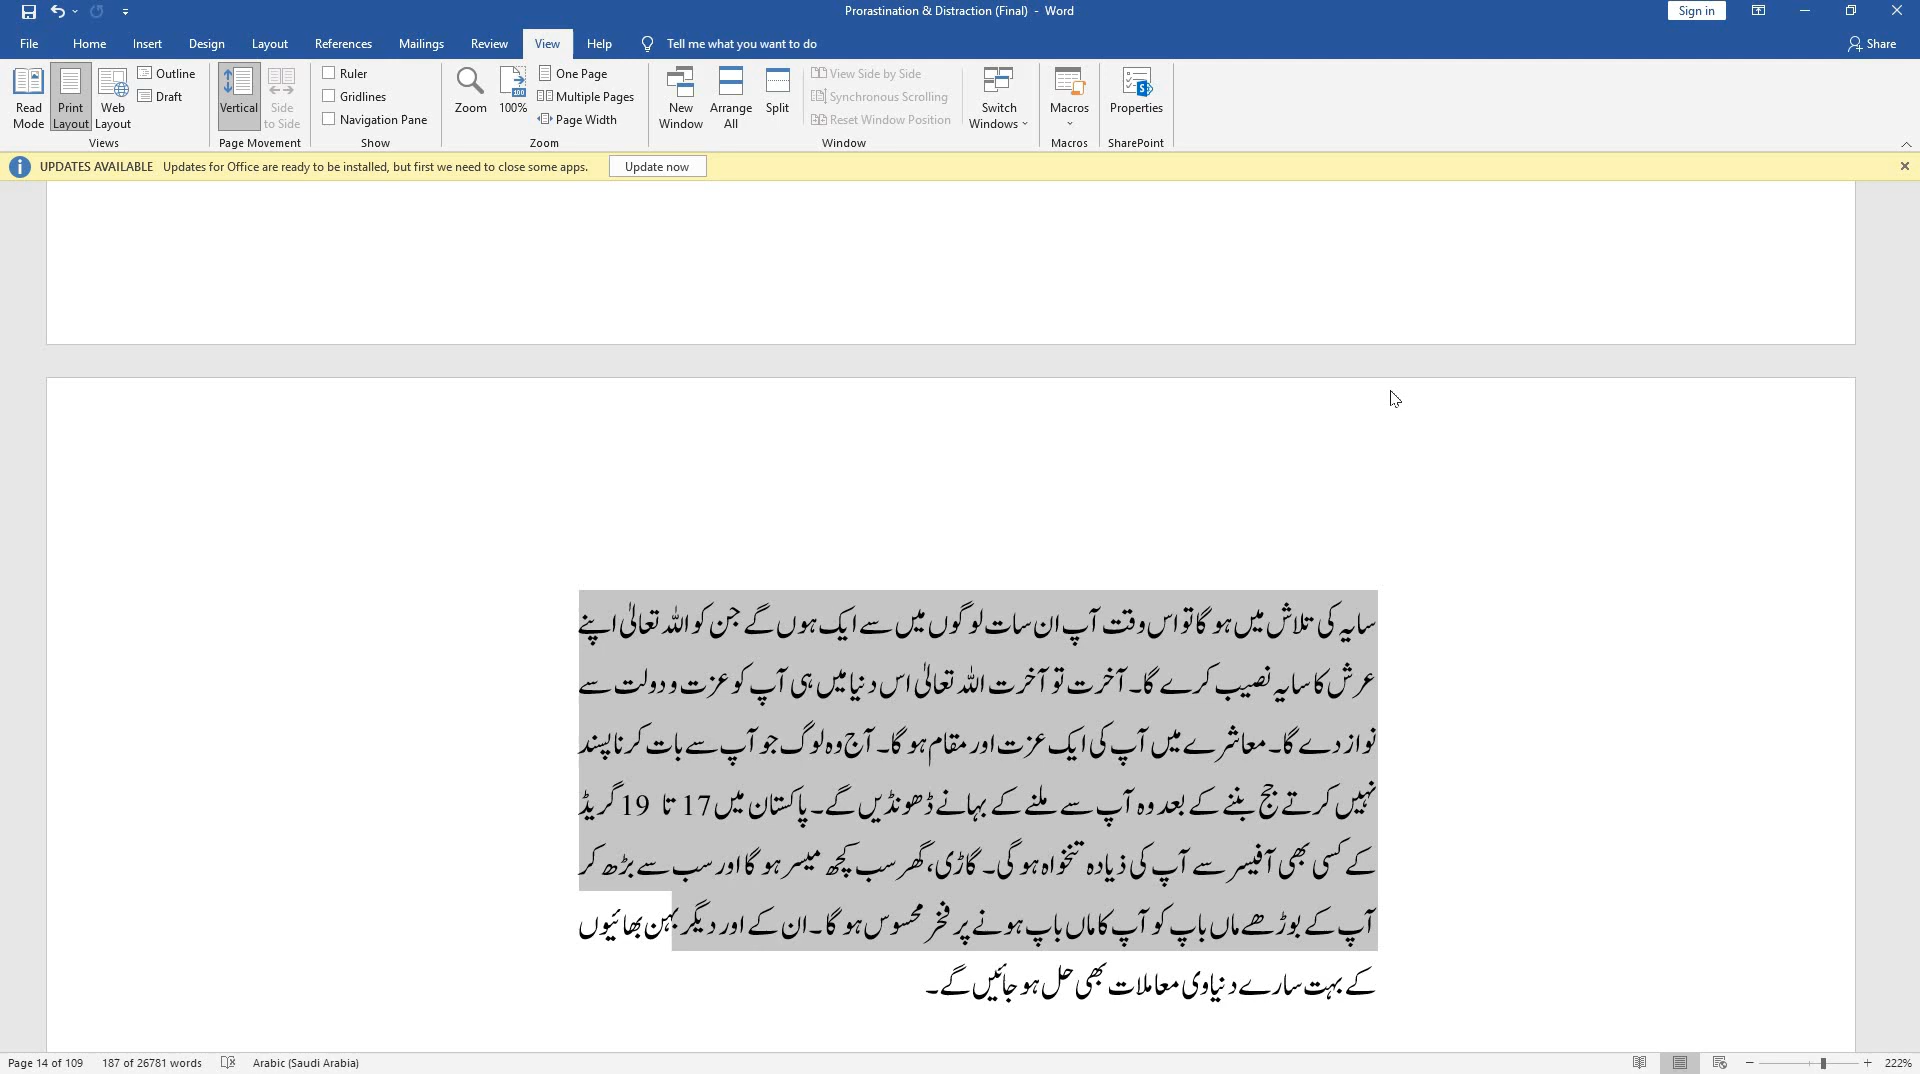 Prorastination & Distraction (Final) - Word
Sign in
File Home Insert Design Layout References Mailings Review View Help Tell me what you want to do Share
Read Mode
Print Layout
Web Layout
Outline
Draft
Views
Vertical
Side to Side
Page Movement
Ruler
Gridlines
Navigation Pane
Show
Zoom
100%
One Page
Multiple Pages
Page Width
Zoom
New Window
Arrange All
Split
View Side by Side
Synchronous Scrolling
Reset Window Position
Switch Windows
Window
Macros
Macros
Properties
SharePoint
UPDATES AVAILABLE Updates for Office are ready to be installed, but first we need to close some apps. Update now
سایہ کی تلاش میں ہو گا تو اس وقت آپ ان سات لوگوں میں سے ایک ہوں گے جن کو اللہ تعالیٰ اپنے
عرش کا سایہ نصیب کرے گا۔ آخرت تو آخرت اللہ تعالیٰ اس دنیا میں ہی آپ کو عزت و دولت سے
نواز دے گا۔ معاشرے میں آپ کی ایک عزت اور مقام ہو گا۔ آج وہ لوگ جو آپ سے بات کرنا پسند
نہیں کرتے جج بننے کے بعد وہ آپ سے ملنے کے بہانے ڈھونڈیں گے۔ پاکستان میں 17 تا 19 گریڈ
کے کسی بھی آفیسر سے آپ کی ذیادہ تنخواہ ہو گی۔ گاڑی، گھر سب کچھ میسر ہو گا اور سب سے بڑھ کر
آپ کے بوڑھے ماں باپ کو آپ کا ماں باپ ہونے پر فخر محسوس ہو گا۔ ان کے اور دیگر بہن بھائیوں
کے بہت سارے دنیاوی معاملات بھی حل ہو جائیں گے۔
Page 14 of 109 187 of 26781 words Arabic (Saudi Arabia) 222%